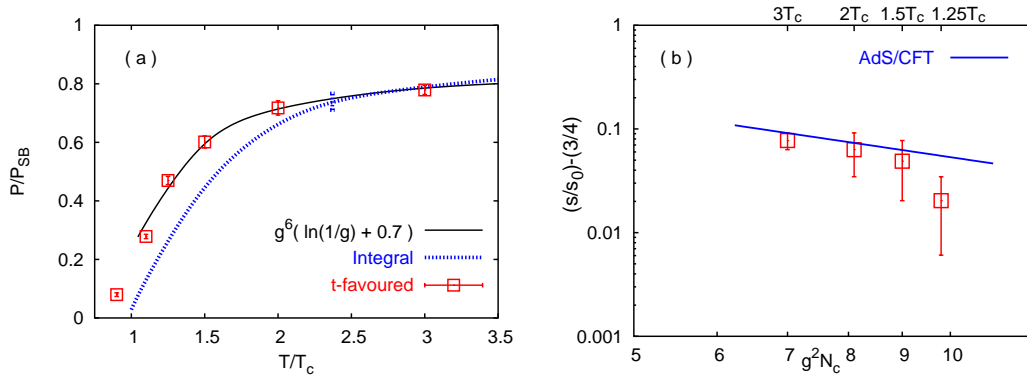 ( a )
1
0.8
0.6
0.4
0.2
0
P/P_SB
g^6( ln(1/g) + 0.7 )
Integral
t-favoured
1 1.5 2 2.5 3 3.5
T/T_c
3T_c 2T_c 1.5T_c 1.25T_c
( b )
AdS/CFT
1
0.1
0.01
0.001
(s/s_0)-(3/4)
5 6 7 8 9 10
g^2N_c